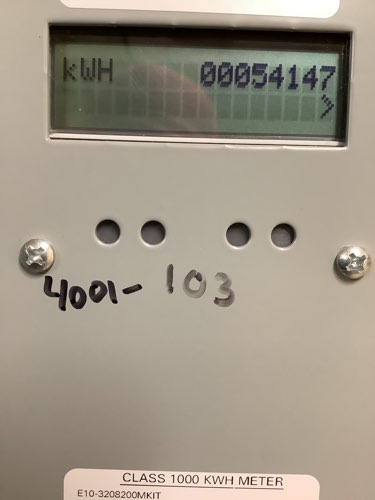 kWH 00054147
>
4001-103
CLASS 1000 KWH METER
E10-3208200MKIT